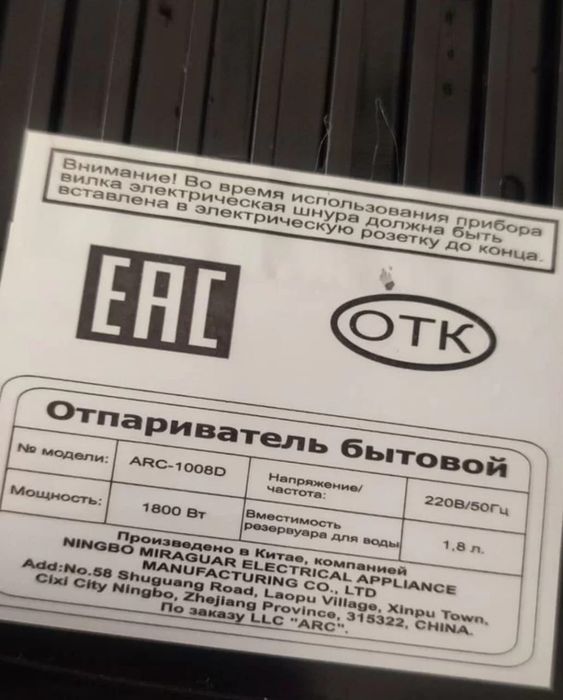 Внимание! Во время использования прибора
вилка электрическая шнура должна быть
вставлена в электрическую розетку до конца.
EAC
ОТК
Отпариватель бытовой
№ модели: ARC-1008D Напряжение/частота: 220В/50Гц
Мощность: 1800 Вт Вместимость резервуара для воды 1,8 л.
Произведено в Китае, компанией
NINGBO MIRAGUAR ELECTRICAL APPLIANCE
MANUFACTURING CO., LTD
Add:No.58 Shuguang Road, Laopu Village, Xinpu Town,
Cixi City Ningbo, Zhejiang Province, 315322, CHINA.
По заказу LLC "ARC".